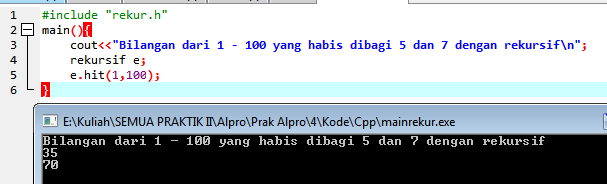 1 #include "rekur.h"
2 main(){
3 cout<<"Bilangan dari 1 - 100 yang habis dibagi 5 dan 7 dengan rekursif\n";
4 rekursif e;
5 e.hit(1,100);
6 }
E:\Kuliah\SEMUA PRAKTIK II\Alpro\Prak Alpro\4\Kode\Cpp\mainrekur.exe
Bilangan dari 1 - 100 yang habis dibagi 5 dan 7 dengan rekursif
35
70